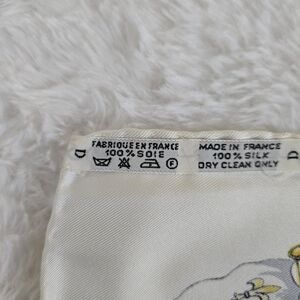 D
FABRIQUE EN FRANCE
100% SOIE
F
MADE IN FRANCE
100% SILK
DRY CLEAN ONLY
D